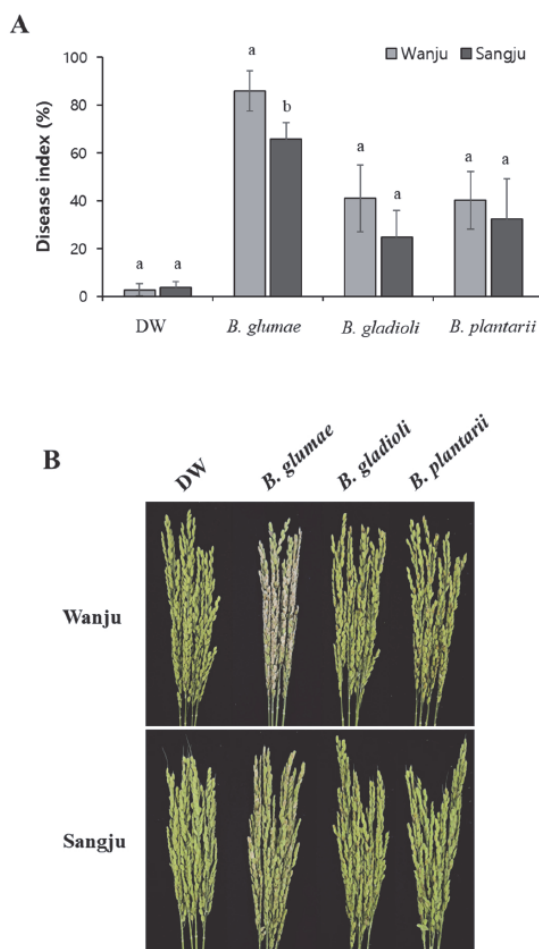 A
Disease index (%)
100
80
60
40
20
0
Wanju Sangju
a
b
a a
a
a
a a
DW B. glumae B. gladioli B. plantarii
B
DW B. glumae B. gladioli B. plantarii
Wanju
Sangju